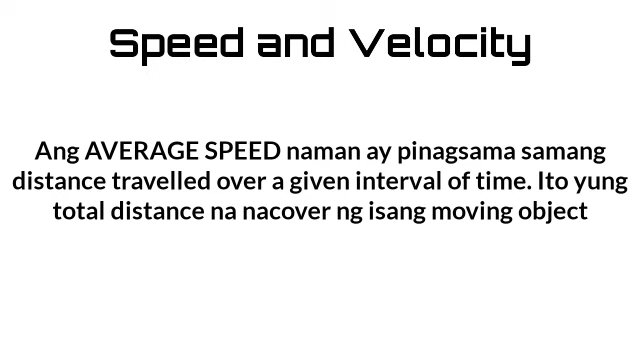 Speed and Velocity
Ang AVERAGE SPEED naman ay pinagsama samang
distance travelled over a given interval of time. Ito yung
total distance na nacover ng isang moving object